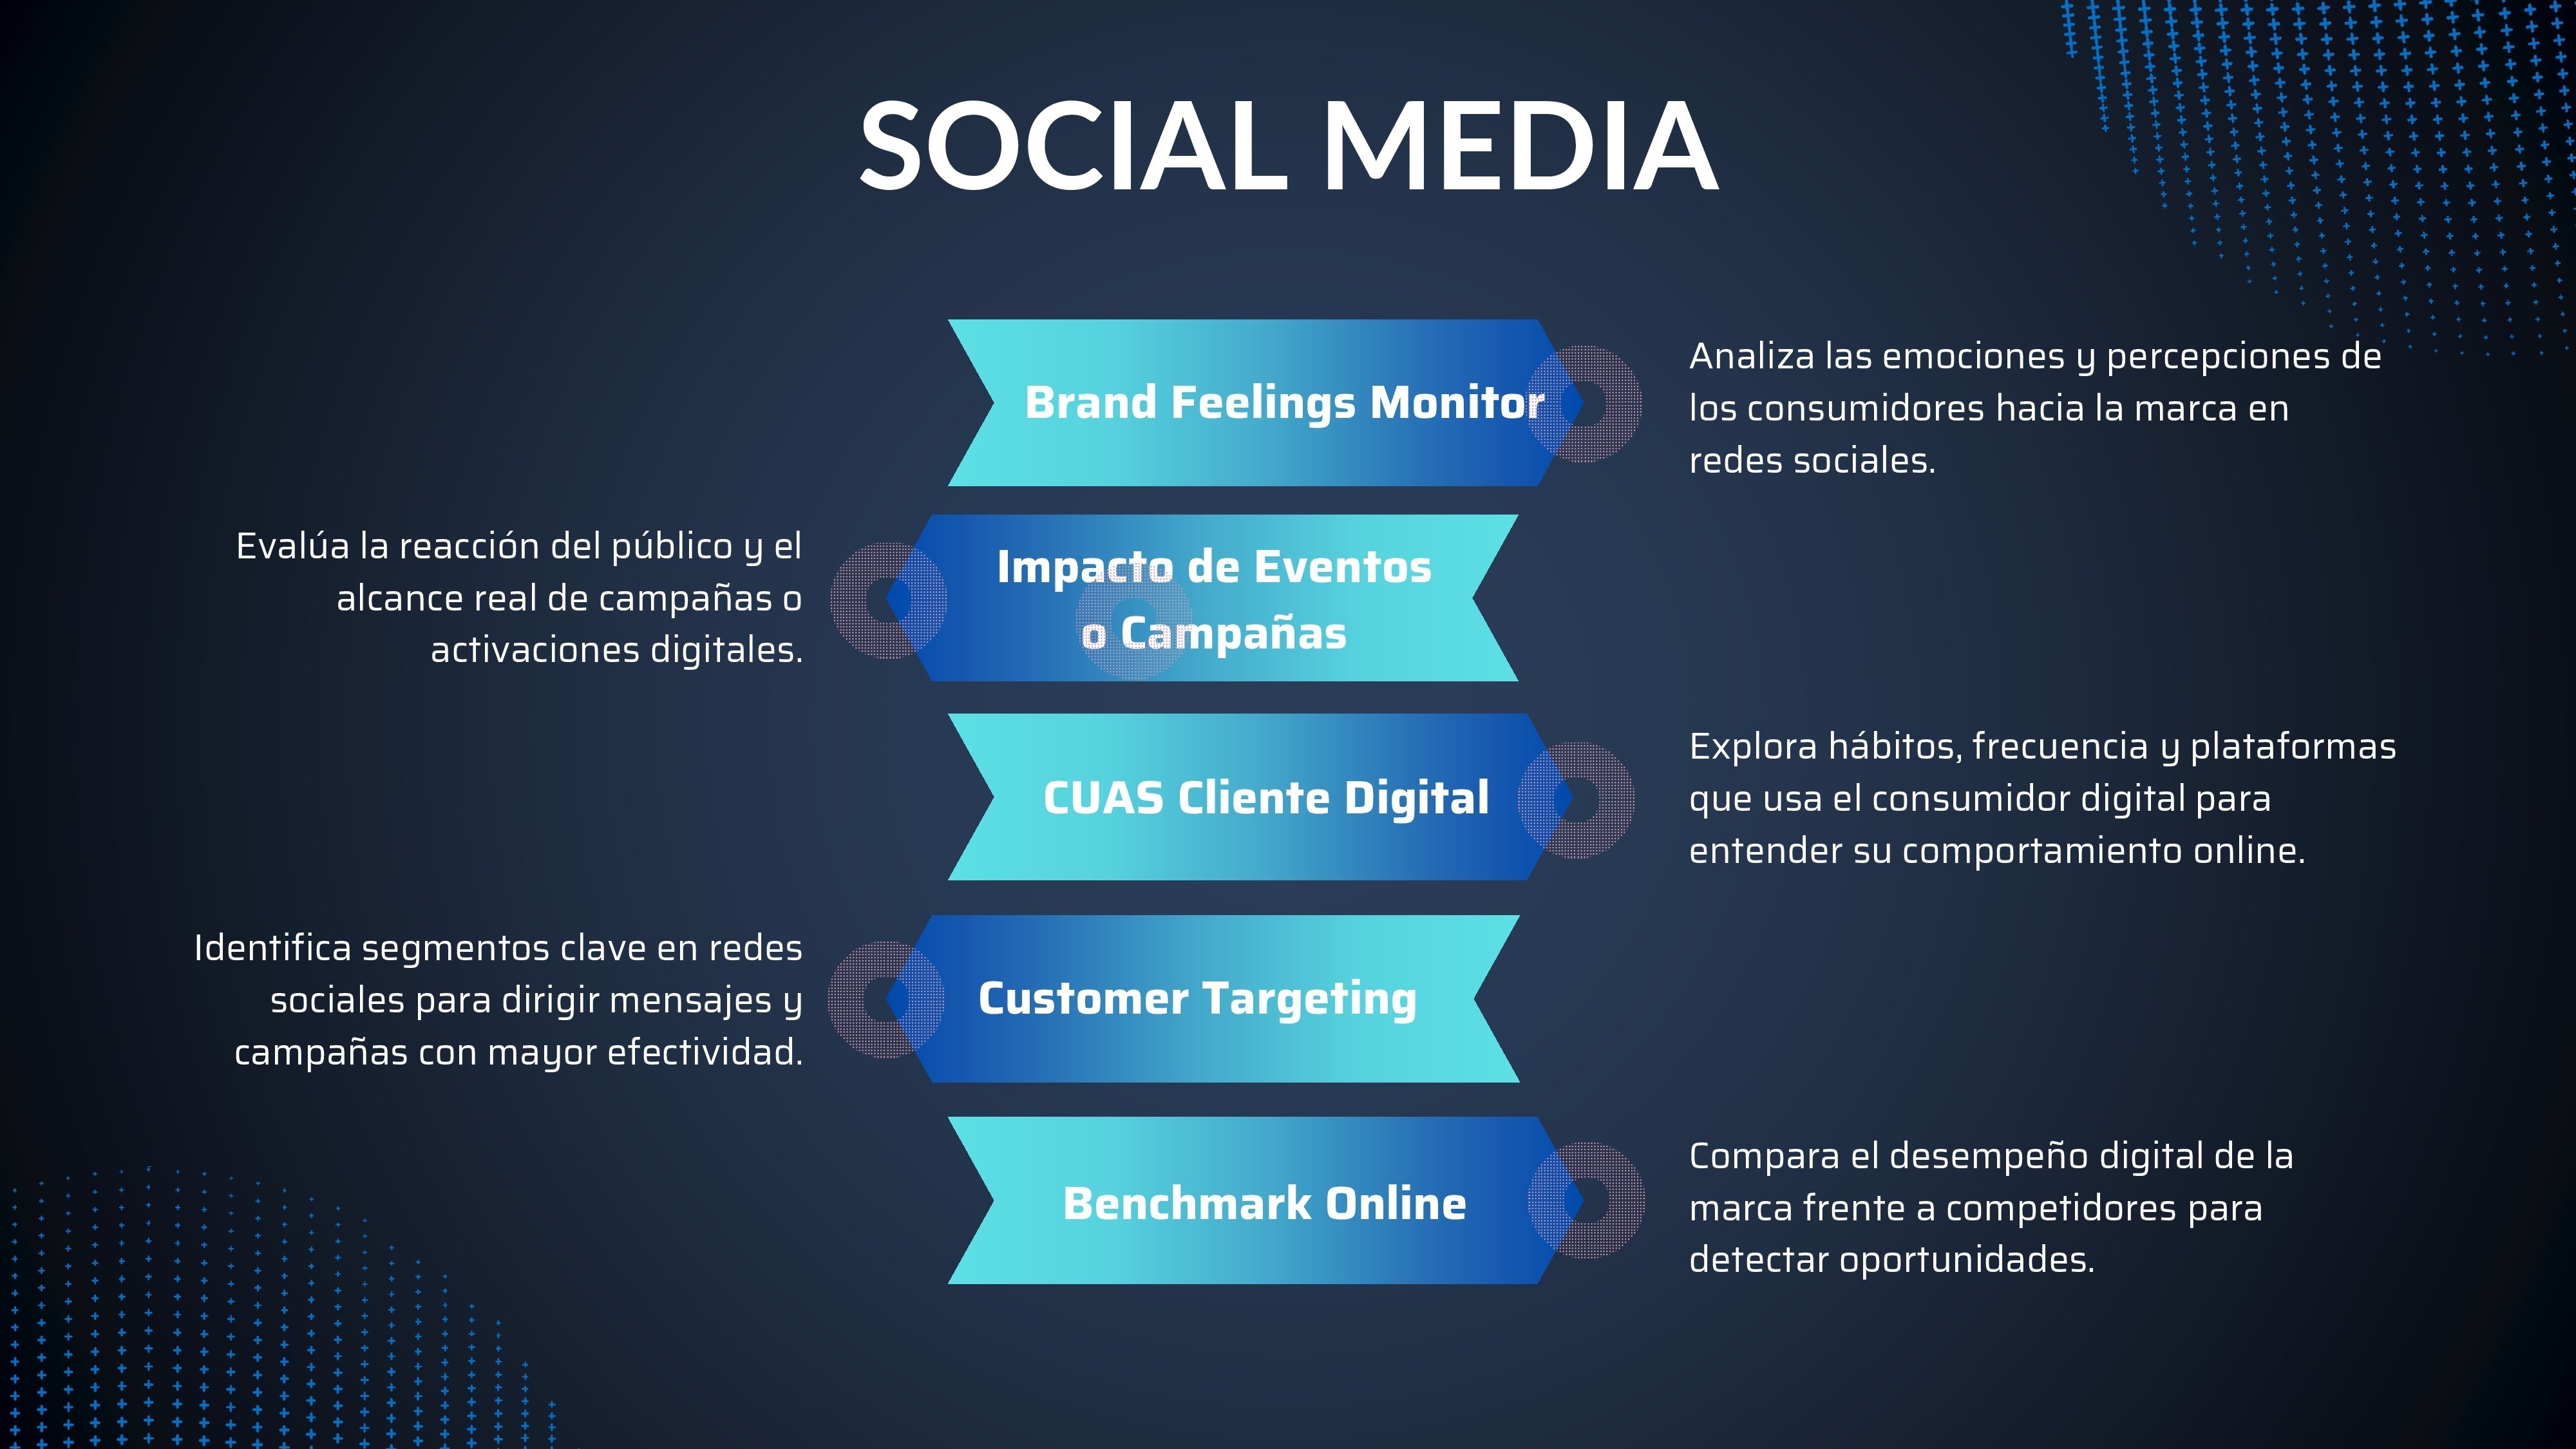 SOCIAL MEDIA
Brand Feelings Monitor
Analiza las emociones y percepciones de
los consumidores hacia la marca en
redes sociales.
Impacto de Eventos
o Campañas
Evalúa la reacción del público y el
alcance real de campañas o
activaciones digitales.
CUAS Cliente Digital
Explora hábitos, frecuencia y plataformas
que usa el consumidor digital para
entender su comportamiento online.
Customer Targeting
Identifica segmentos clave en redes
sociales para dirigir mensajes y
campañas con mayor efectividad.
Benchmark Online
Compara el desempeño digital de la
marca frente a competidores para
detectar oportunidades.